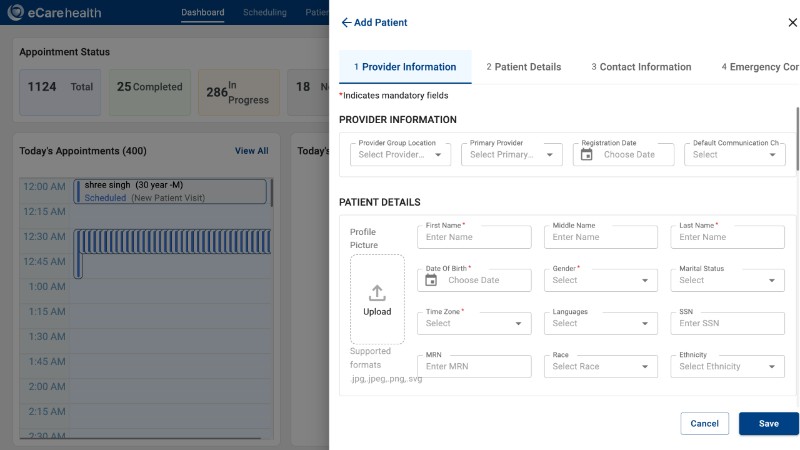 eCarehealth
Dashboard
Scheduling
Patien
Appointment Status
1124 Total
25 Completed
286 In Progress
18 N
Today's Appointments (400)
View All
Today's
12:00 AM
shree singh (30 year -M)
Scheduled (New Patient Visit)
12:15 AM
12:30 AM
12:45 AM
1:00 AM
1:15 AM
1:30 AM
1:45 AM
2:00 AM
2:15 AM
2:30 AM
Add Patient
1 Provider Information
2 Patient Details
3 Contact Information
4 Emergency Con
*Indicates mandatory fields
PROVIDER INFORMATION
Provider Group Location
Select Provider...
Primary Provider
Select Primary...
Registration Date
Choose Date
Default Communication Ch...
Select
PATIENT DETAILS
Profile
Picture
Upload
Supported
formats
.jpg,.jpeg,.png,.svg
First Name *
Enter Name
Middle Name
Enter Name
Last Name *
Enter Name
Date Of Birth *
Choose Date
Gender *
Select
Marital Status
Select
Time Zone *
Select
Languages
Select
SSN
Enter SSN
MRN
Enter MRN
Race
Select Race
Ethnicity
Select Ethnicity
Cancel
Save